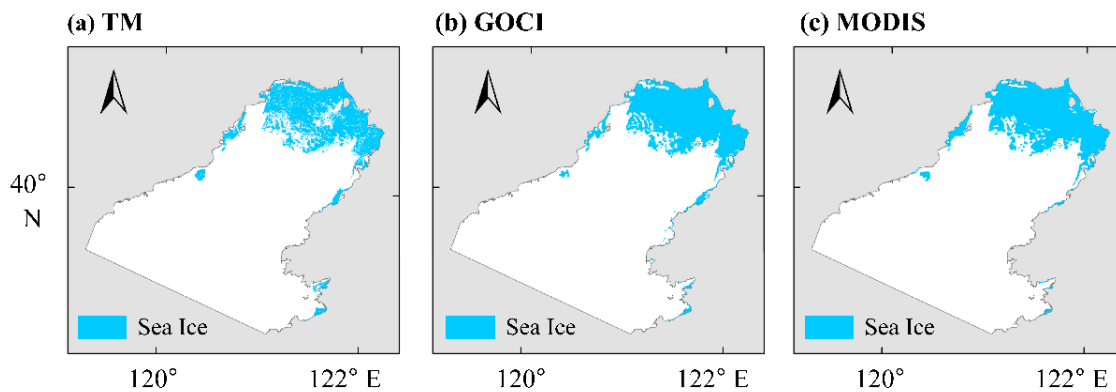 (a) TM
(b) GOCI
(c) MODIS
40°
N
Sea Ice
Sea Ice
Sea Ice
120°
122° E
120°
122° E
120°
122° E